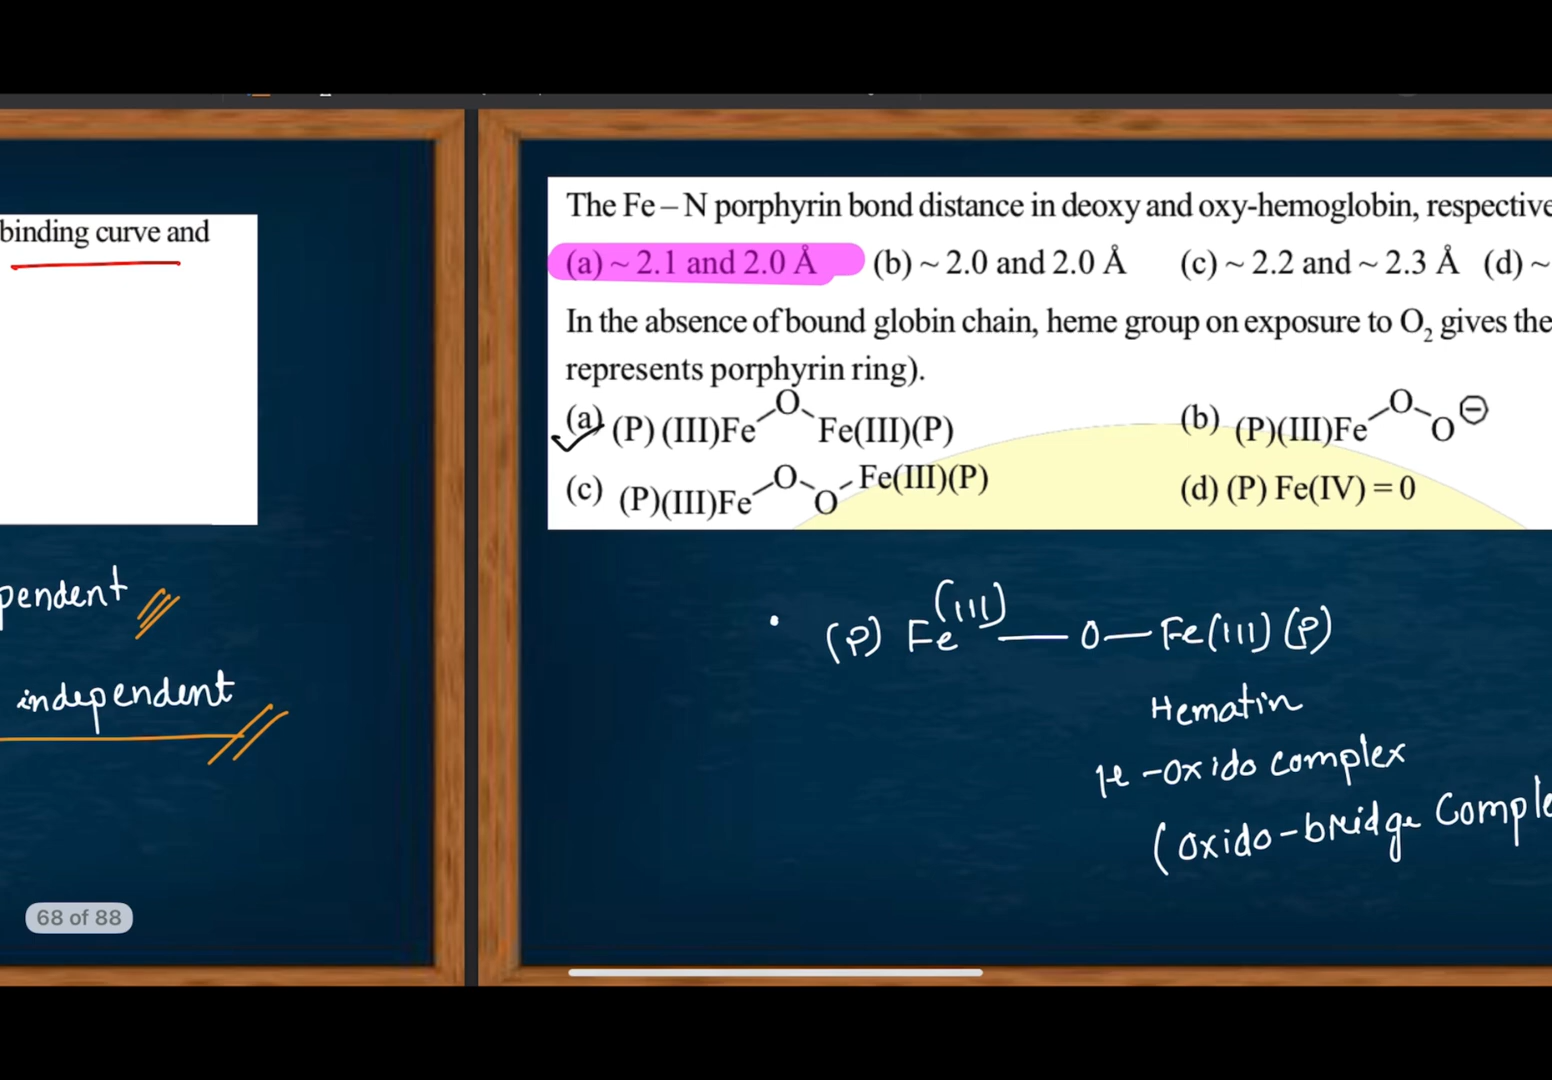 binding curve and
pendent
independent
68 of 88
The Fe – N porphyrin bond distance in deoxy and oxy-hemoglobin, respective
(a) ~ 2.1 and 2.0 Å (b) ~ 2.0 and 2.0 Å (c) ~ 2.2 and ~ 2.3 Å (d) ~
In the absence of bound globin chain, heme group on exposure to O₂ gives the
represents porphyrin ring).
(a) (P) (III)Fe–O–Fe(III)(P) (b) (P)(III)Fe–O–O⊖
(c) (P)(III)Fe–O–O–Fe(III)(P) (d) (P) Fe(IV) = 0
(P) Fe(III) — O — Fe(III) (P)
Hematin
μ - oxido complex
(Oxido-bridge Comple